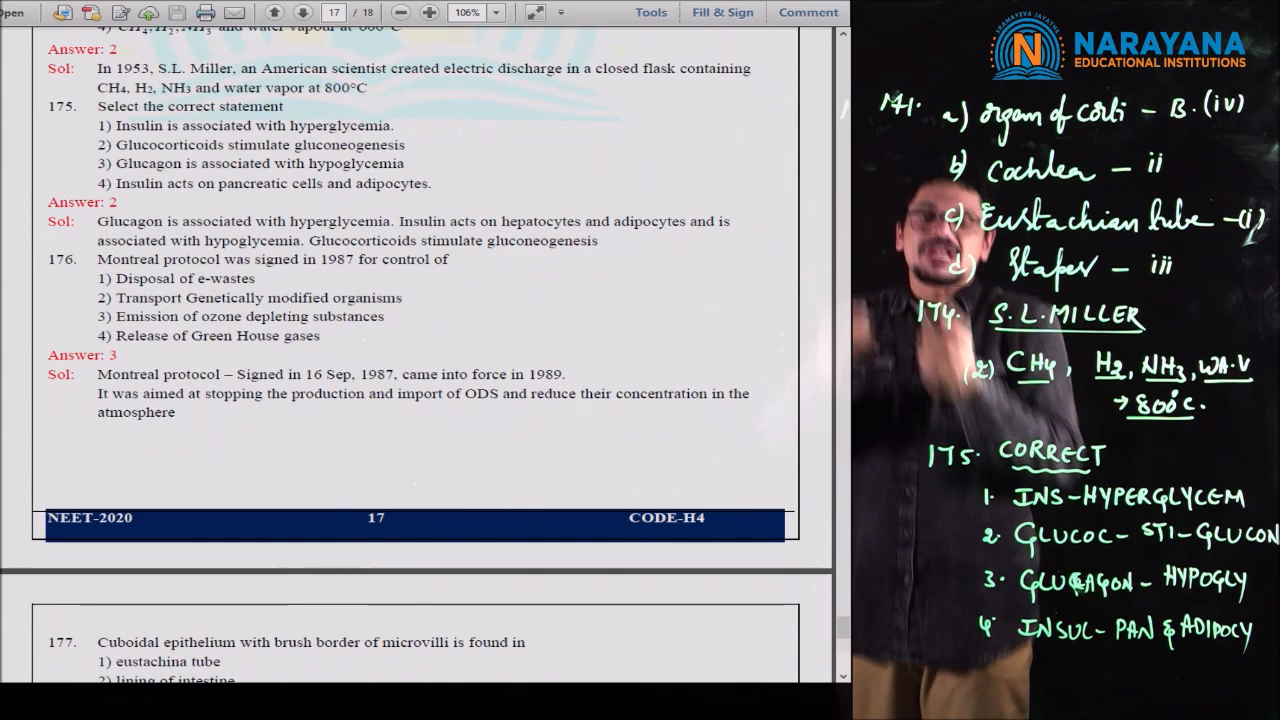 Open
17 / 18
106%
Tools
Fill & Sign
Comment
Answer: 2
Sol: In 1953, S.L. Miller, an American scientist created electric discharge in a closed flask containing
CH4, H2, NH3 and water vapor at 800°C
175. Select the correct statement
1) Insulin is associated with hyperglycemia.
2) Glucocorticoids stimulate gluconeogenesis
3) Glucagon is associated with hypoglycemia
4) Insulin acts on pancreatic cells and adipocytes.
Answer: 2
Sol: Glucagon is associated with hyperglycemia. Insulin acts on hepatocytes and adipocytes and is
associated with hypoglycemia. Glucocorticoids stimulate gluconeogenesis
176. Montreal protocol was signed in 1987 for control of
1) Disposal of e-wastes
2) Transport Genetically modified organisms
3) Emission of ozone depleting substances
4) Release of Green House gases
Answer: 3
Sol: Montreal protocol – Signed in 16 Sep, 1987, came into force in 1989.
It was aimed at stopping the production and import of ODS and reduce their concentration in the
atmosphere
NEET-2020 17 CODE-H4
177. Cuboidal epithelium with brush border of microvilli is found in
1) eustachina tube
2) lining of intestine
SRAMAYEVA JAYATHE
N
NARAYANA
EDUCATIONAL INSTITUTIONS
141. a) organ of corti - B. (iv)
b) Cochlea - ii
c) Eustachian tube - (i)
d) Stapes - iii
174. S.L.MILLER
(2) CH4, H2, NH3, WA.V
→ 800°C.
175. CORRECT
1. INS-HYPERGLYCEM
2. GLUCOC- STI-GLUCON
3. GLUCAGON - HYPOGLY
4. INSUL- PAN & ADIPOCY